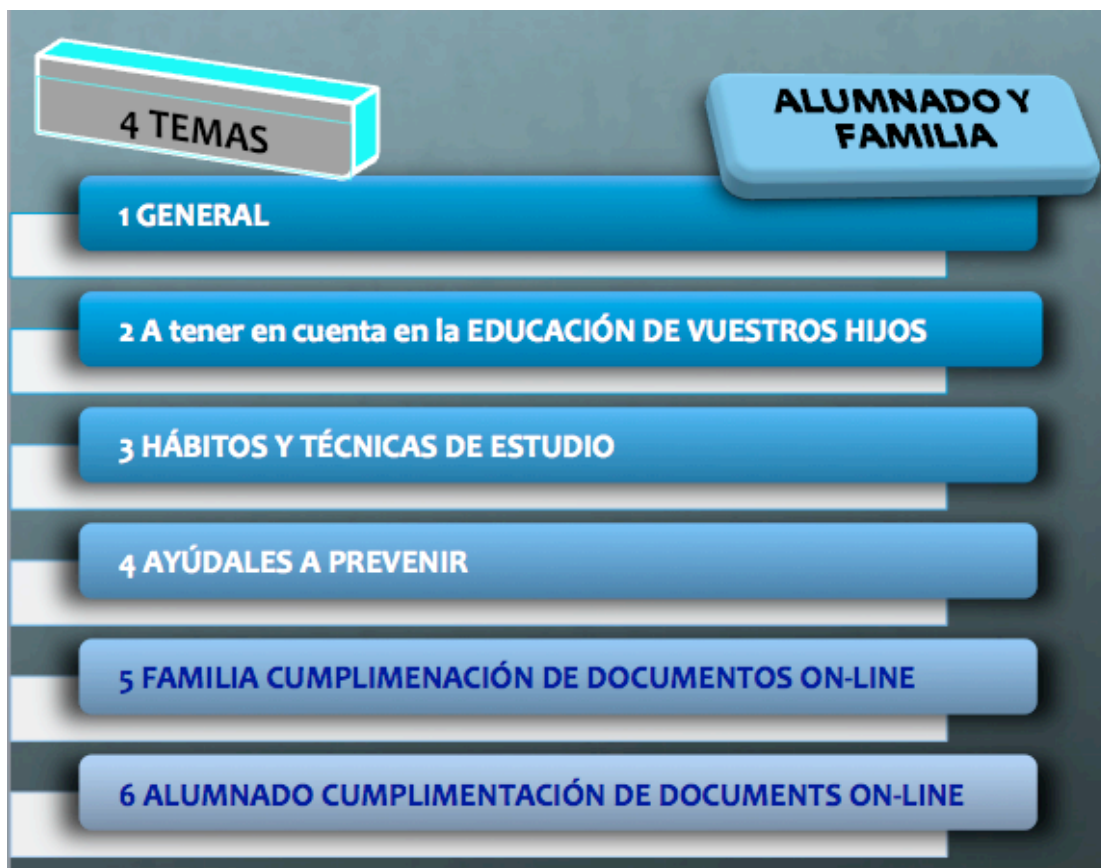 4 TEMAS
ALUMNADO Y
FAMILIA
1 GENERAL
2 A tener en cuenta en la EDUCACIÓN DE VUESTROS HIJOS
3 HÁBITOS Y TÉCNICAS DE ESTUDIO
4 AYÚDALES A PREVENIR
5 FAMILIA CUMPLIMENACIÓN DE DOCUMENTOS ON-LINE
6 ALUMNADO CUMPLIMENTACIÓN DE DOCUMENTS ON-LINE